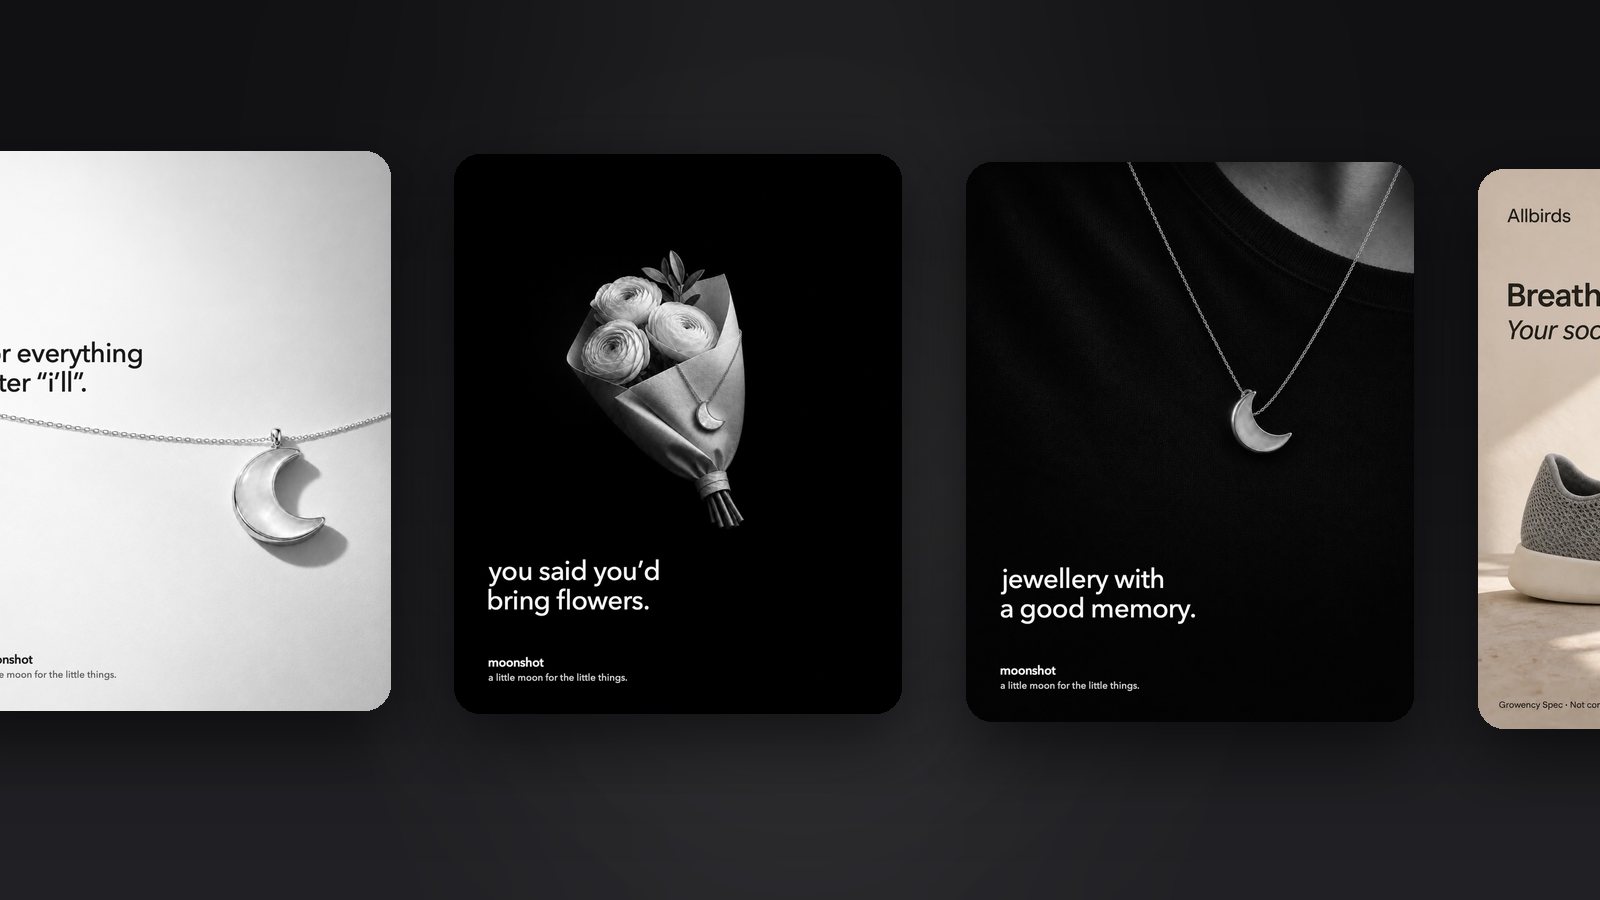 r everything
ter “i’ll”.
onshot
e moon for the little things.
you said you’d
bring flowers.
moonshot
a little moon for the little things.
jewellery with
a good memory.
moonshot
a little moon for the little things.
Allbirds
Breath
Your soc
Growency Spec · Not con